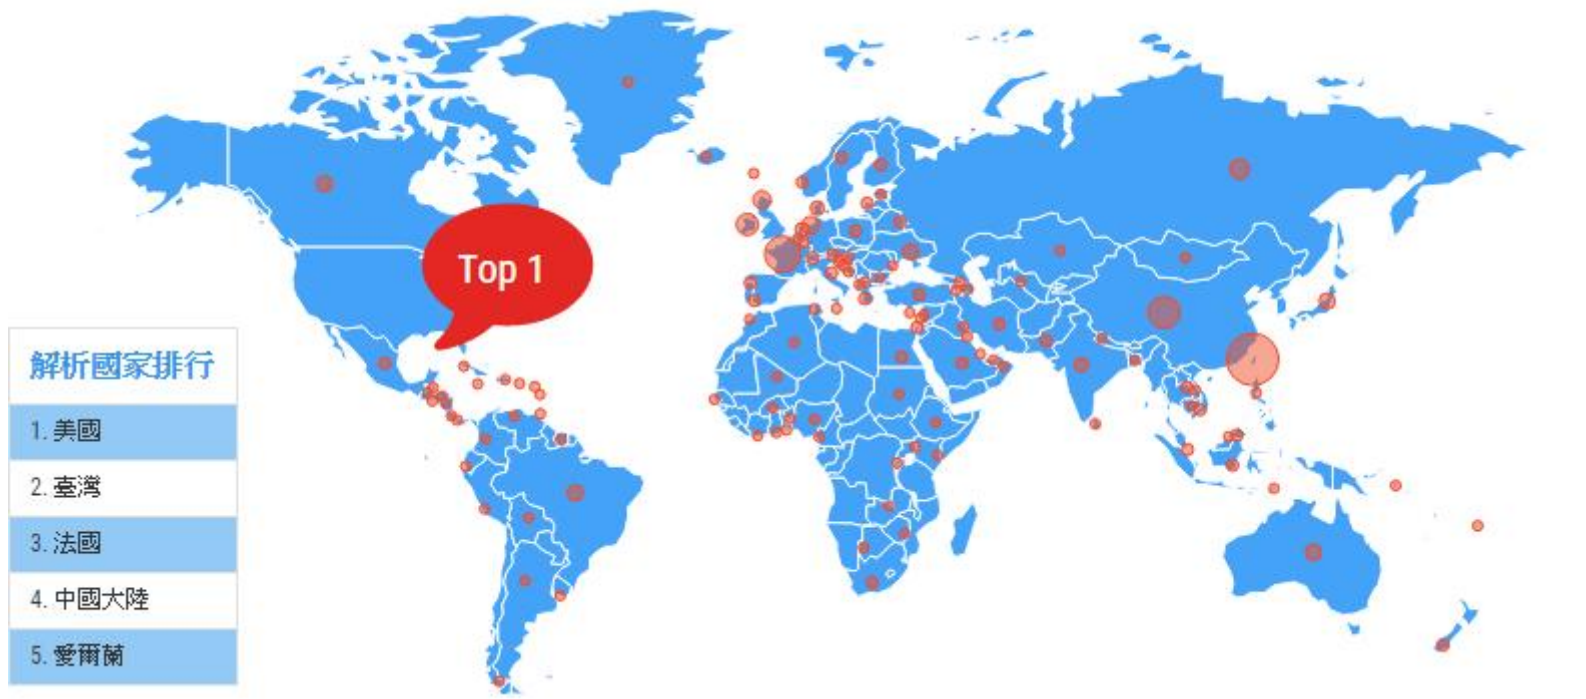 Top 1
解析國家排行
1. 美國
2. 臺灣
3. 法國
4. 中國大陸
5. 愛爾蘭